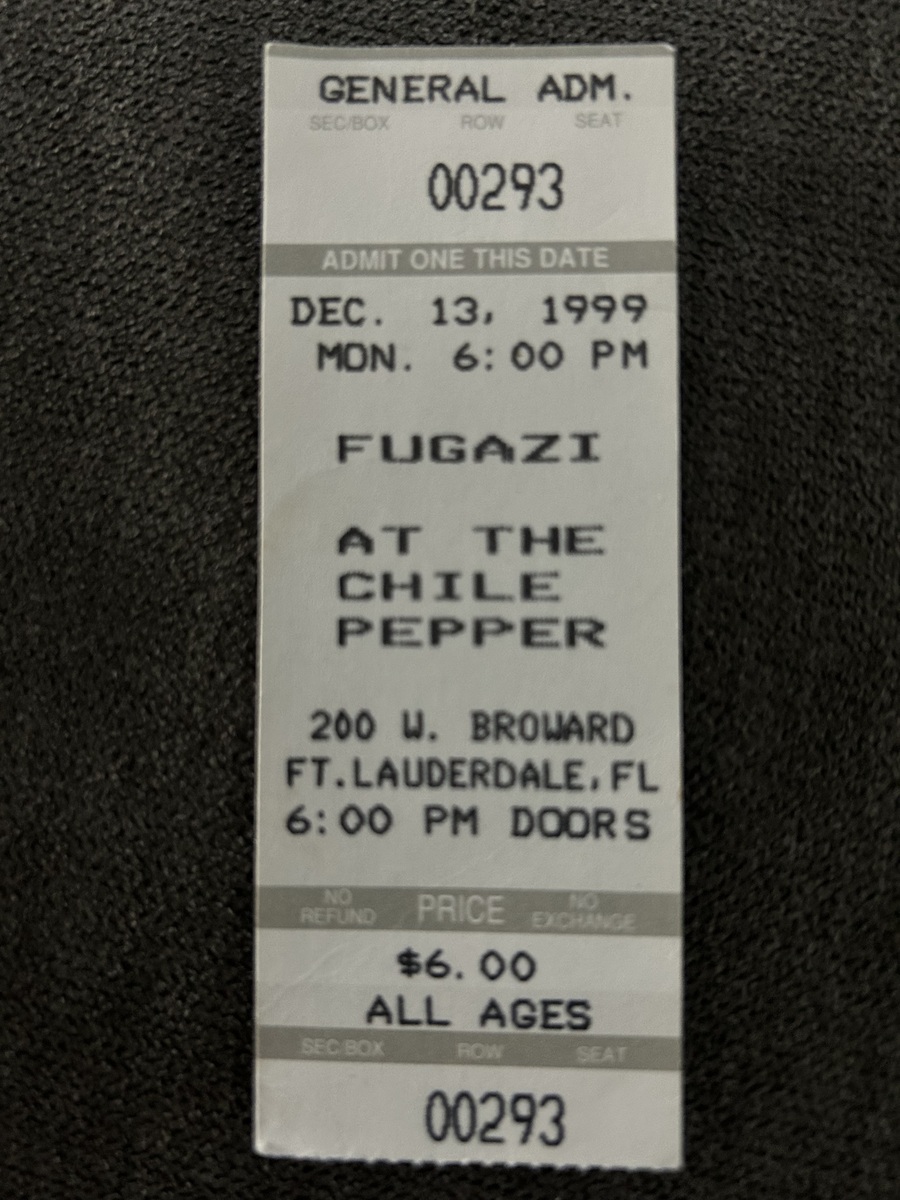 GENERAL ADM.
SEC/BOX ROW SEAT
00293
ADMIT ONE THIS DATE
DEC. 13, 1999
MON. 6:00 PM
FUGAZI
AT THE
CHILE
PEPPER
200 W. BROWARD
FT.LAUDERDALE,FL
6:00 PM DOORS
NO REFUND PRICE NO EXCHANGE
$6.00
ALL AGES
SEC/BOX ROW SEAT
00293